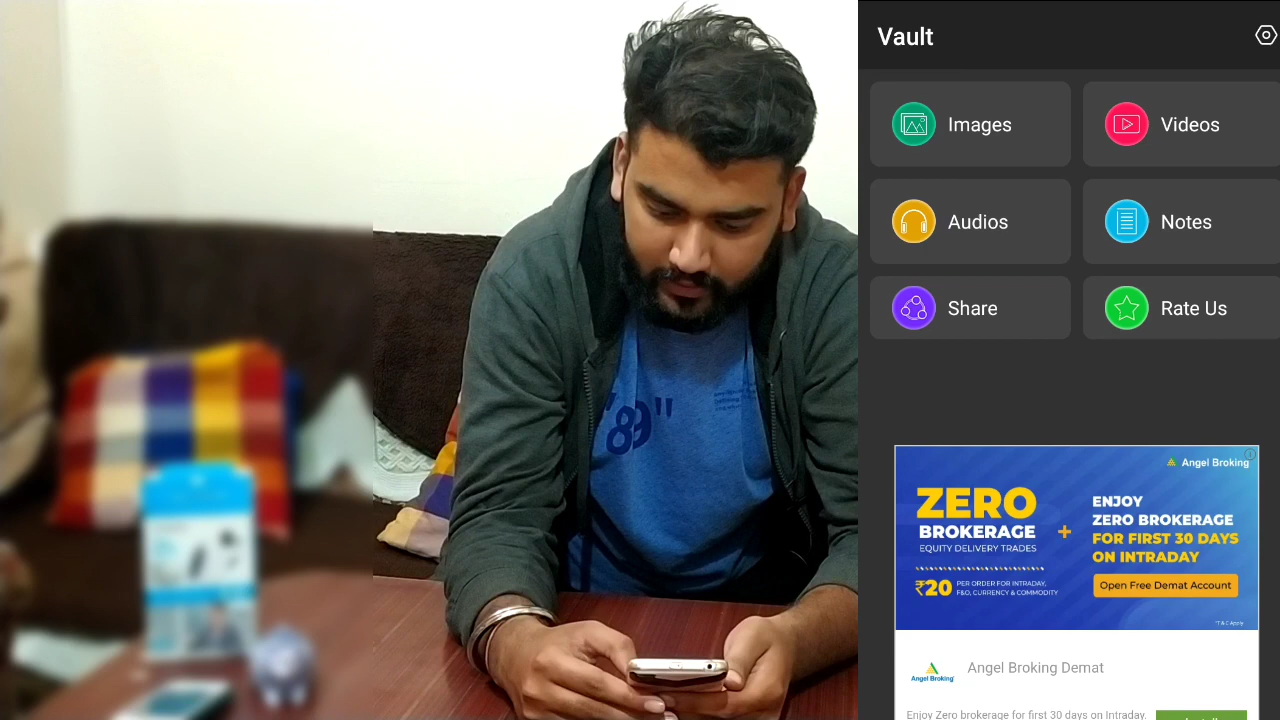 Vault
Images
Videos
Audios
Notes
Share
Rate Us
"89"
Angel Broking
ZERO
BROKERAGE
EQUITY DELIVERY TRADES
₹20 PER ORDER FOR INTRADAY,
F&O, CURRENCY & COMMODITY
+
ENJOY
ZERO BROKERAGE
FOR FIRST 30 DAYS
ON INTRADAY
Open Free Demat Account
*T & C Apply
Angel Broking
Angel Broking Demat
Enjoy Zero brokerage for first 30 days on Intraday.